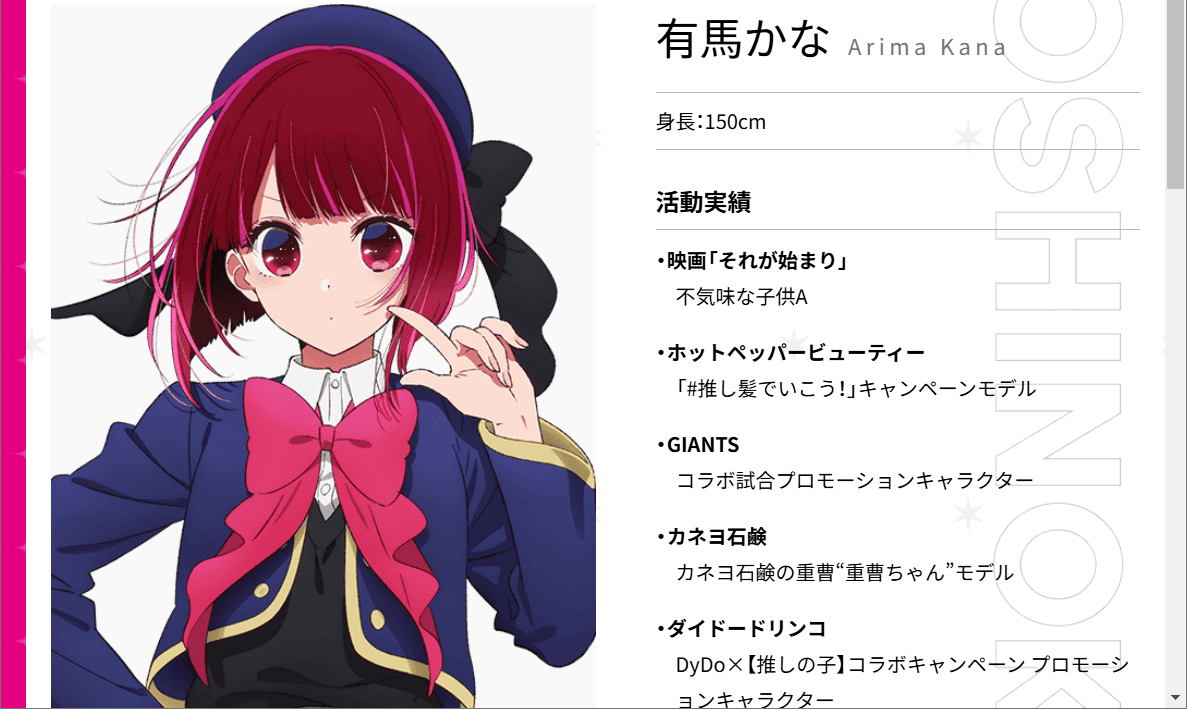 有馬かな Arima Kana
身長：150cm
活動実績
・映画「それが始まり」
不気味な子供A
・ホットペッパービューティー
「#推し髪でいこう！」キャンペーンモデル
・GIANTS
コラボ試合プロモーションキャラクター
・カネヨ石鹸
カネヨ石鹸の重曹“重曹ちゃん”モデル
・ダイドードリンコ
DyDo×【推しの子】コラボキャンペーン プロモーシ
ョンキャラクター
OSHINOK